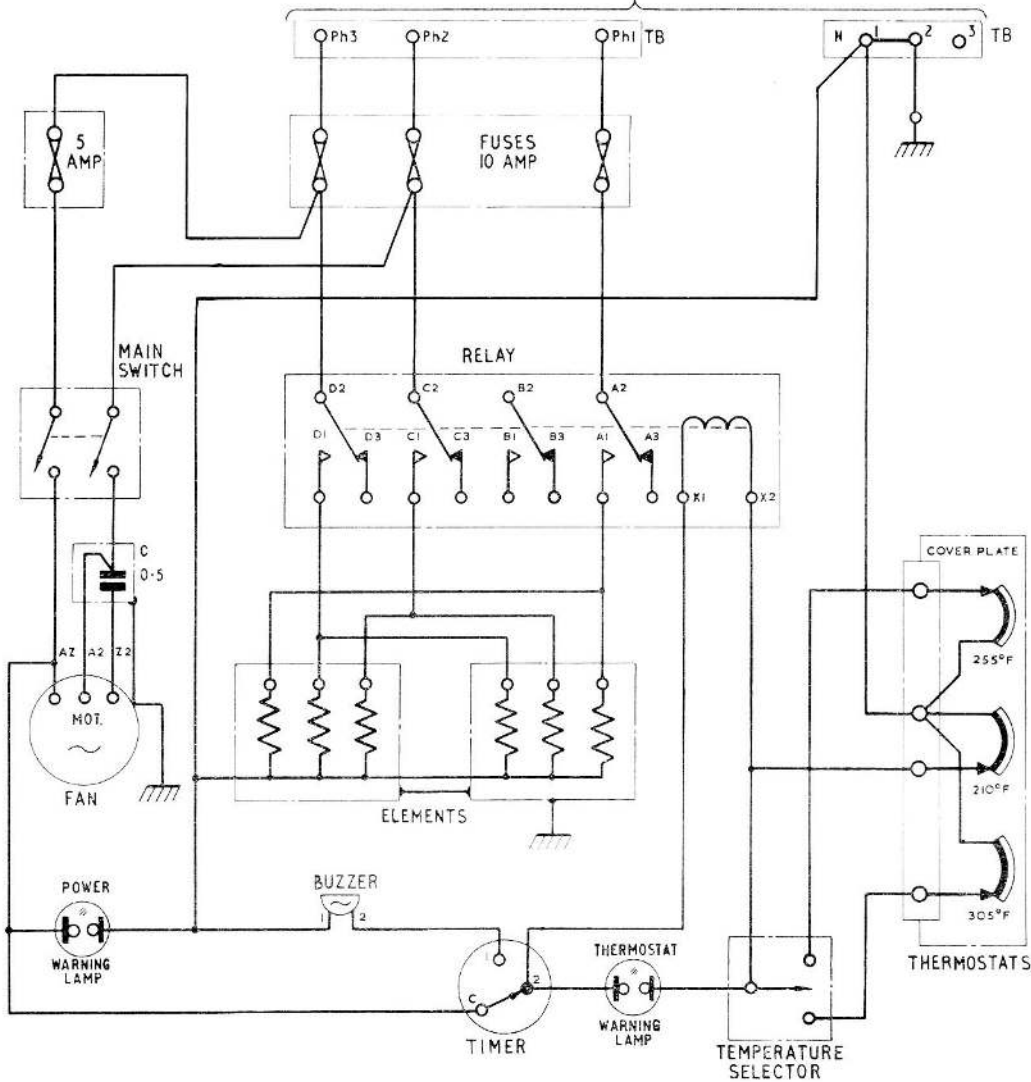 Ph3 Ph2 Ph1 TB
N 1 2 3 TB
5
AMP
FUSES
10 AMP
MAIN
SWITCH
RELAY
D2 C2 B2 A2
D1 D3 C1 C3 B1 B3 A1 A3
X1 X2
C
0·5
COVER PLATE
AZ A2 Z2
255°F
MOT.
FAN
210°F
ELEMENTS
305°F
THERMOSTATS
POWER
WARNING
LAMP
BUZZER
1 2
1
2
C
TIMER
THERMOSTAT
WARNING
LAMP
TEMPERATURE
SELECTOR